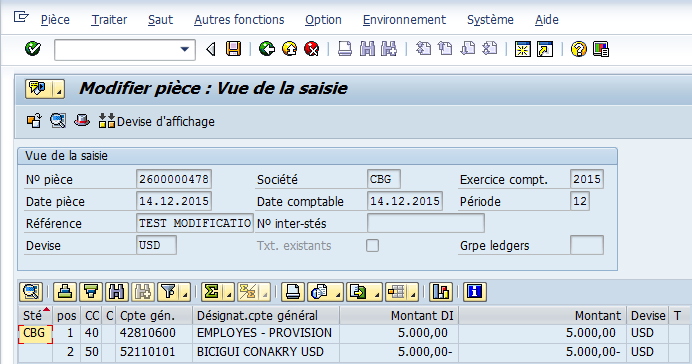 Pièce Traiter Saut Autres fonctions Option Environnement Système Aide
Modifier pièce : Vue de la saisie
Devise d'affichage
Vue de la saisie
Nº pièce 2600000478 Société CBG Exercice compt. 2015
Date pièce 14.12.2015 Date comptable 14.12.2015 Période 12
Référence TEST MODIFICATIO Nº inter-stés
Devise USD Txt. existants Grpe ledgers
Sté pos CC C Cpte gén. Désignat.cpte général Montant DI Montant Devise T
CBG 1 40 42810600 EMPLOYES - PROVISION 5.000,00 5.000,00 USD
2 50 52110101 BICIGUI CONAKRY USD 5.000,00- 5.000,00- USD